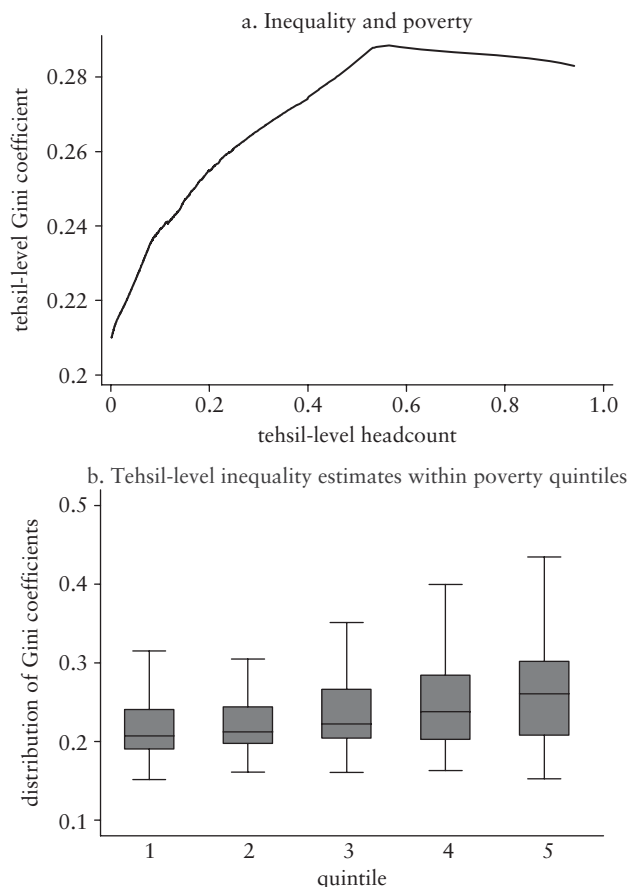 a. Inequality and poverty
tehsil-level Gini coefficient
0.28
0.26
0.24
0.22
0.2
0 0.2 0.4 0.6 0.8 1.0
tehsil-level headcount
b. Tehsil-level inequality estimates within poverty quintiles
distribution of Gini coefficients
0.5
0.4
0.3
0.2
0.1
1 2 3 4 5
quintile